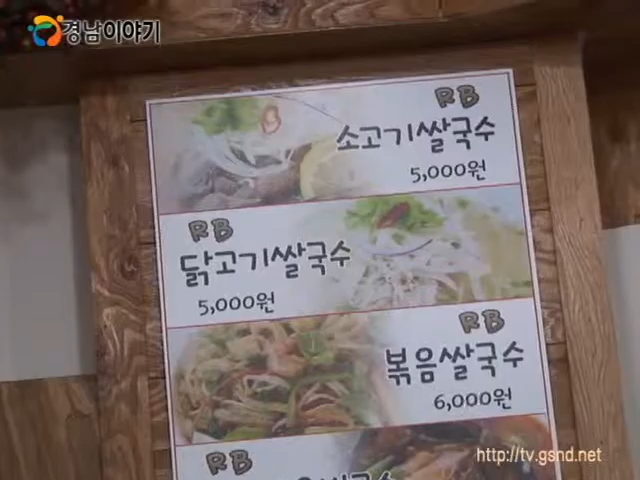 경남이야기
RB
소고기쌀국수
5,000원
RB
닭고기쌀국수
5,000원
RB
볶음쌀국수
6,000원
RB
http://tv.gsnd.net